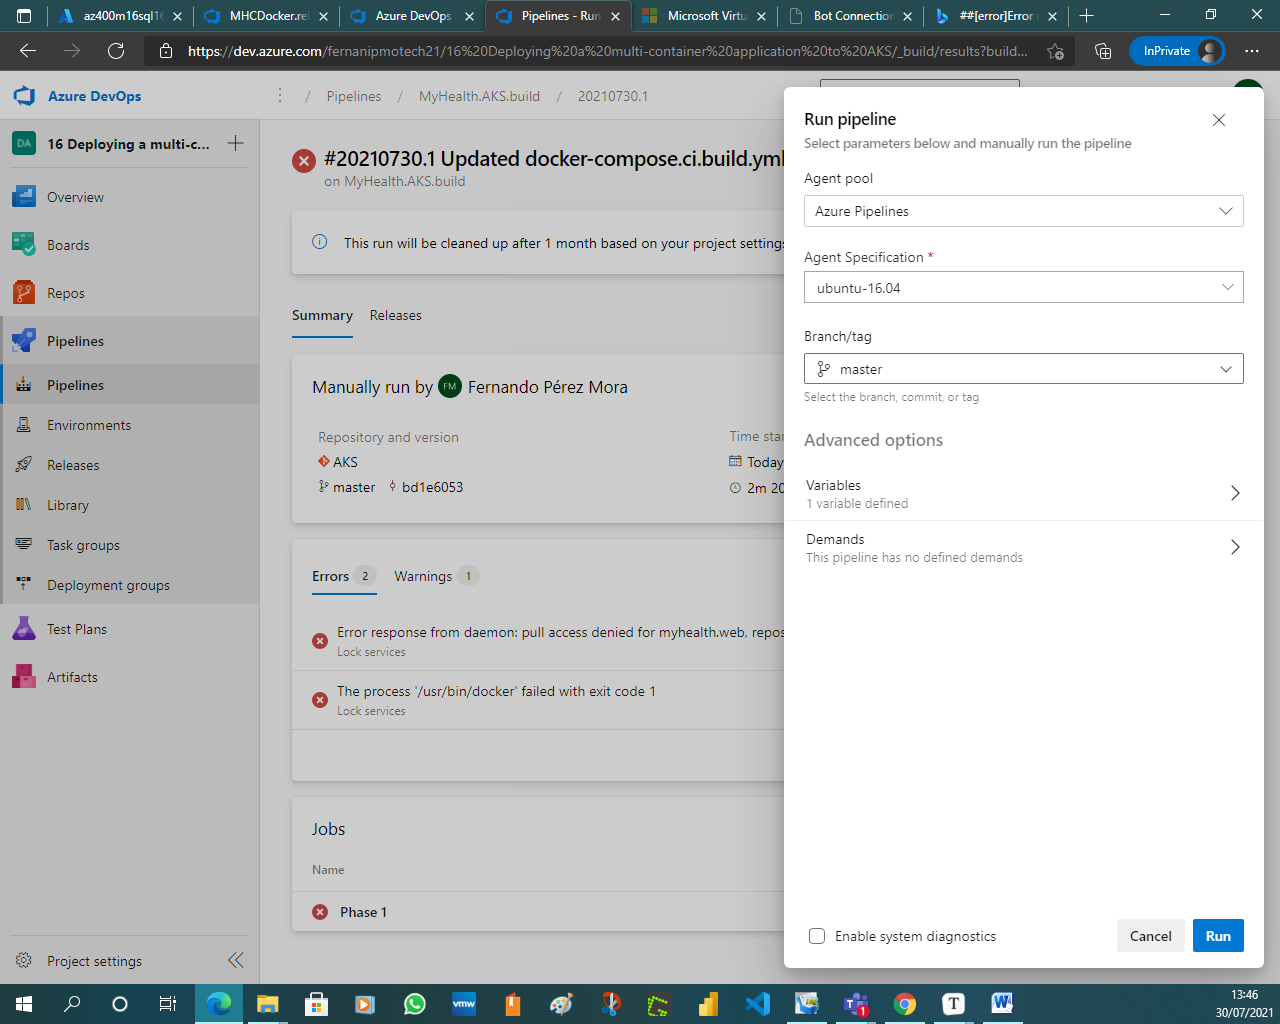 az400m16sql16
MHCDocker.rel
Azure DevOps
Pipelines - Run
Microsoft Virtu
Bot Connection
##[error]Error
https://dev.azure.com/fernanipmotech21/16%20Deploying%20a%20multi-container%20application%20to%20AKS/_build/results?build...
InPrivate
Azure DevOps
/ Pipelines / MyHealth.AKS.build / 20210730.1
DA 16 Deploying a multi-c...
Overview
Boards
Repos
Pipelines
Pipelines
Environments
Releases
Library
Task groups
Deployment groups
Test Plans
Artifacts
Project settings
#20210730.1 Updated docker-compose.ci.build.yml
on MyHealth.AKS.build
This run will be cleaned up after 1 month based on your project settings
Summary
Releases
Manually run by FM Fernando Pérez Mora
Repository and version
AKS
master bd1e6053
Time star
Today
2m 20
Errors 2
Warnings 1
Error response from daemon: pull access denied for myhealth.web, repos
Lock services
The process '/usr/bin/docker' failed with exit code 1
Lock services
Jobs
Name
Phase 1
Run pipeline
Select parameters below and manually run the pipeline
Agent pool
Azure Pipelines
Agent Specification *
ubuntu-16.04
Branch/tag
master
Select the branch, commit, or tag
Advanced options
Variables
1 variable defined
Demands
This pipeline has no defined demands
Enable system diagnostics
Cancel
Run
vmw
1
T
13:46
30/07/2021